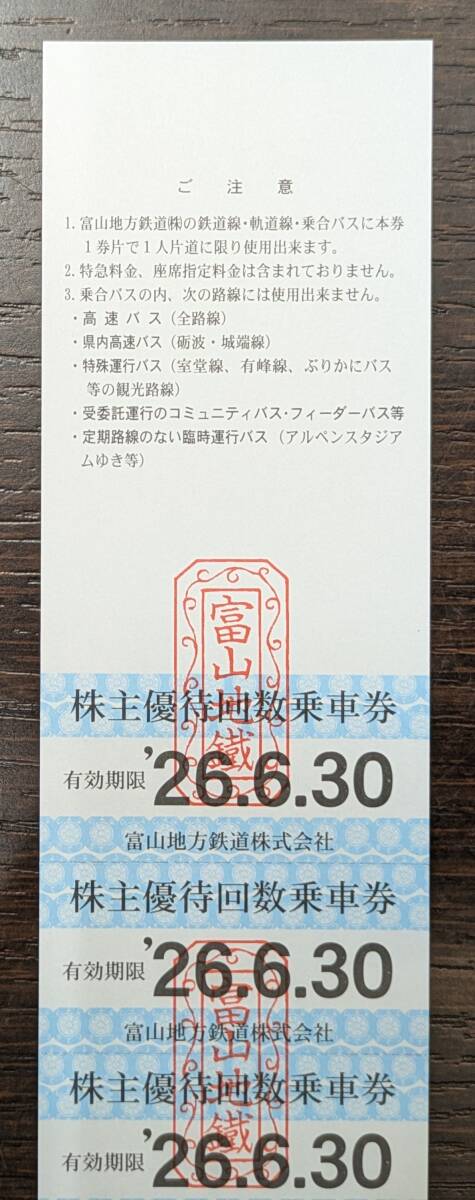 ご注意
1. 富山地方鉄道㈱の鉄道線・軌道線・乗合バスに本券
1券片で1人片道に限り使用出来ます。
2. 特急料金、座席指定料金は含まれておりません。
3. 乗合バスの内、次の路線には使用出来ません。
・高速バス(全路線)
・県内高速バス(砺波・城端線)
・特殊運行バス(室堂線、有峰線、ぶりかにバス
等の観光路線)
・受委託運行のコミュニティバス・フィーダーバス等
・定期路線のない臨時運行バス(アルペンスタジア
ムゆき等)
富山地鐵
株主優待回数乗車券
有効期限 '26.6.30
富山地方鉄道株式会社
株主優待回数乗車券
有効期限 '26.6.30
富山地方鉄道株式会社
富山地鐵
株主優待回数乗車券
有効期限 '26.6.30